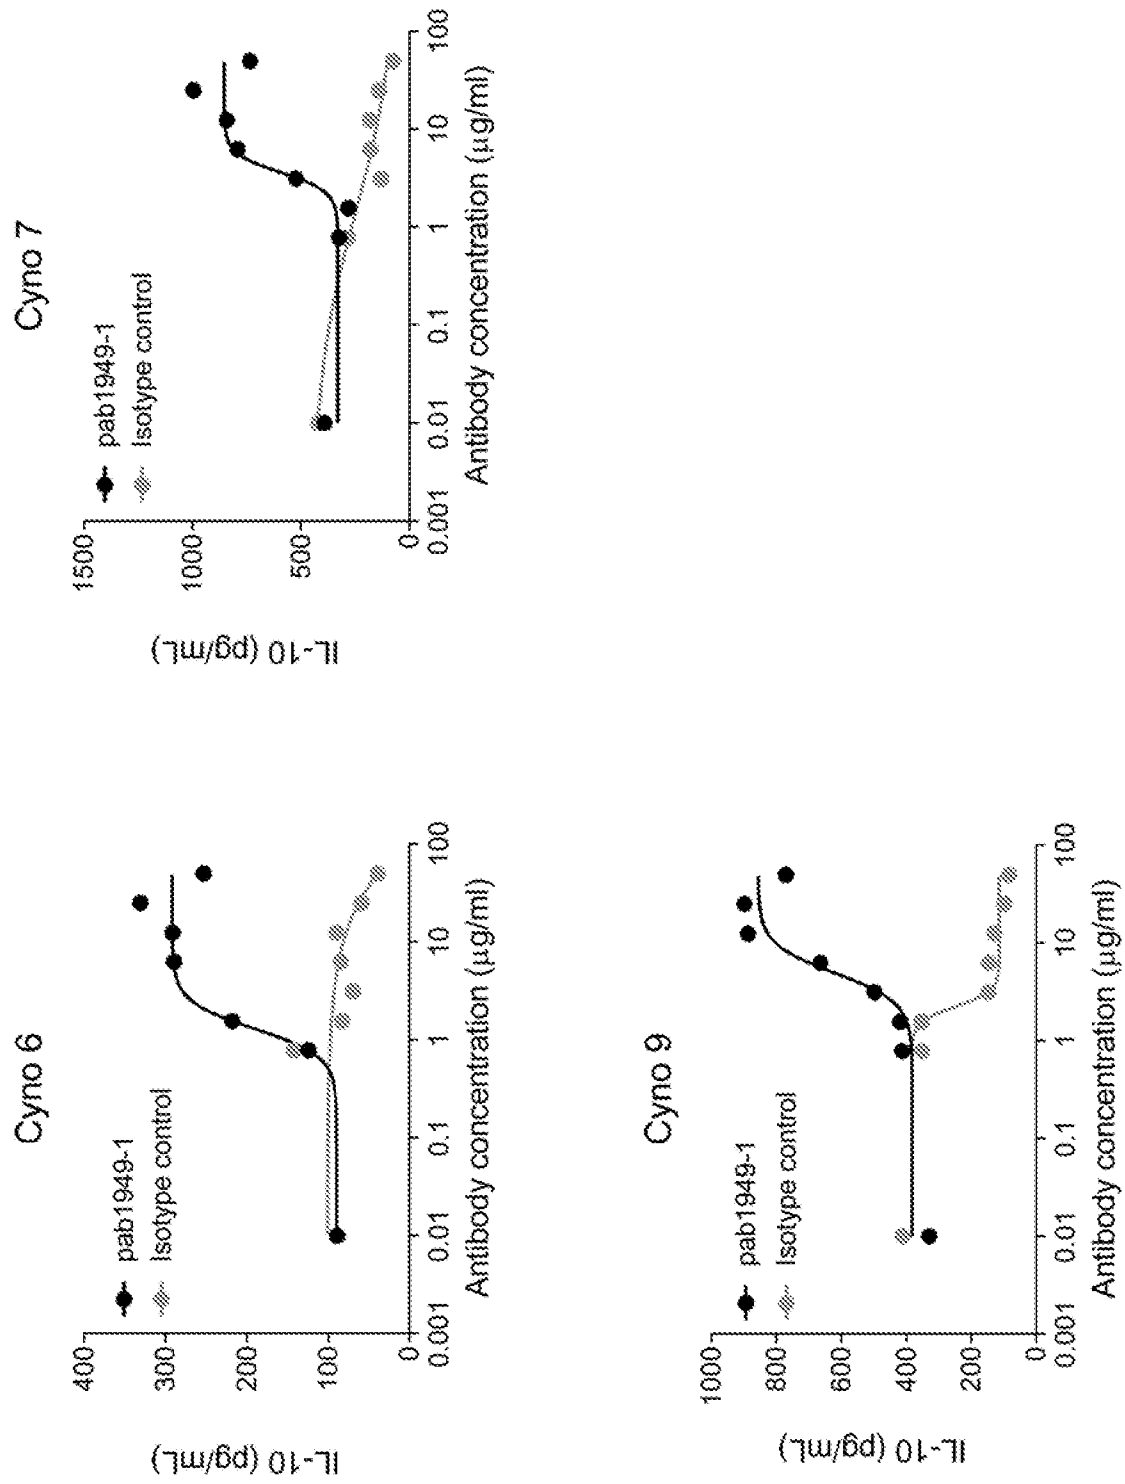 Cyno 6
pab1949-1
Isotype control
IL-10 (pg/mL)
400
300
200
100
0
0.001
0.01
0.1
1
10
100
Antibody concentration (µg/ml)
Cyno 7
pab1949-1
Isotype control
IL-10 (pg/mL)
1500
1000
500
0
0.001
0.01
0.1
1
10
100
Antibody concentration (µg/ml)
Cyno 9
pab1949-1
Isotype control
IL-10 (pg/mL)
1000
800
600
400
200
0
0.001
0.01
0.1
1
10
100
Antibody concentration (µg/ml)